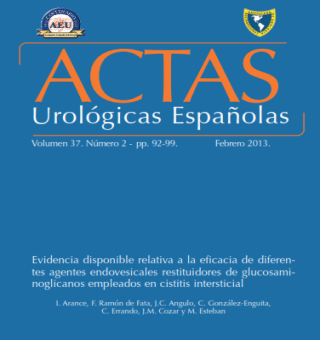 AEU
ACTAS
Urológicas Españolas
Volumen 37. Número 2 - pp. 92-99. Febrero 2013.
Evidencia disponible relativa a la eficacia de diferen-
tes agentes endovesicales restituidores de glucosami-
noglicanos empleados en cistitis intersticial
I. Arance, F. Ramón de Fata, J.C. Angulo, C. González-Enguita,
C. Errando, J.M. Cozar y M. Esteban